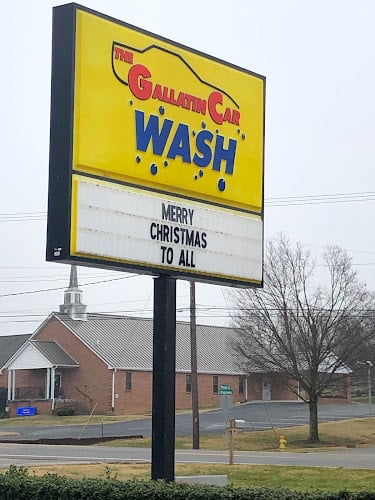 THE
GALLATIN CAR
WASH
MERRY
CHRISTMAS
TO ALL